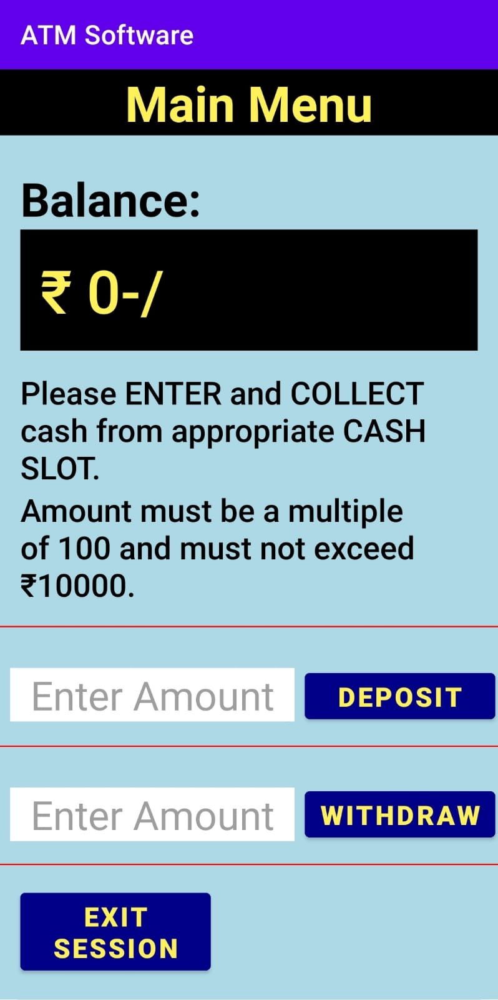 ATM Software
Main Menu
Balance:
₹ 0-/
Please ENTER and COLLECT
cash from appropriate CASH
SLOT.
Amount must be a multiple
of 100 and must not exceed
₹10000.
Enter Amount
DEPOSIT
Enter Amount
WITHDRAW
EXIT
SESSION